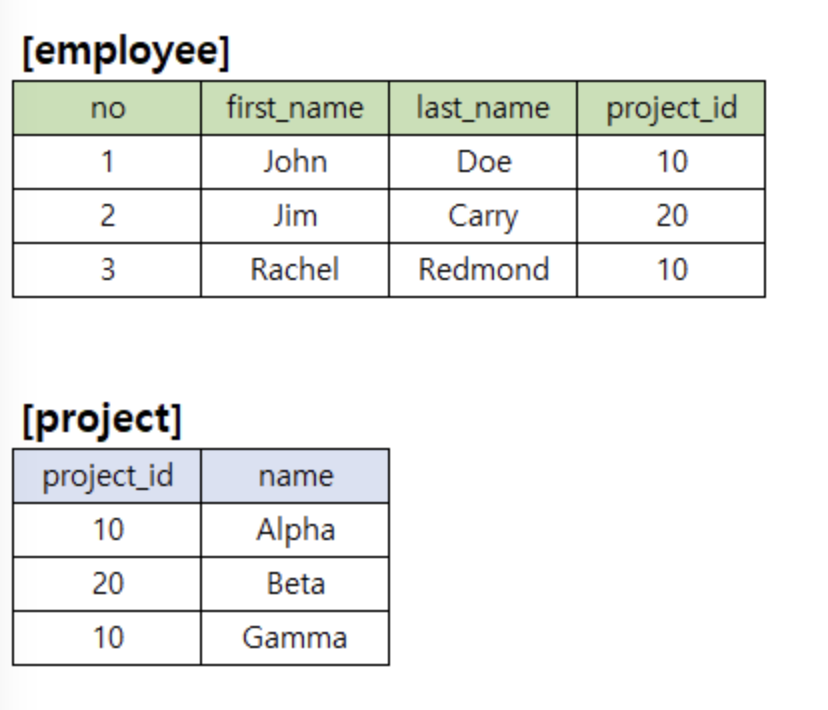 [employee]
no first_name last_name project_id
1 John Doe 10
2 Jim Carry 20
3 Rachel Redmond 10
[project]
project_id name
10 Alpha
20 Beta
10 Gamma